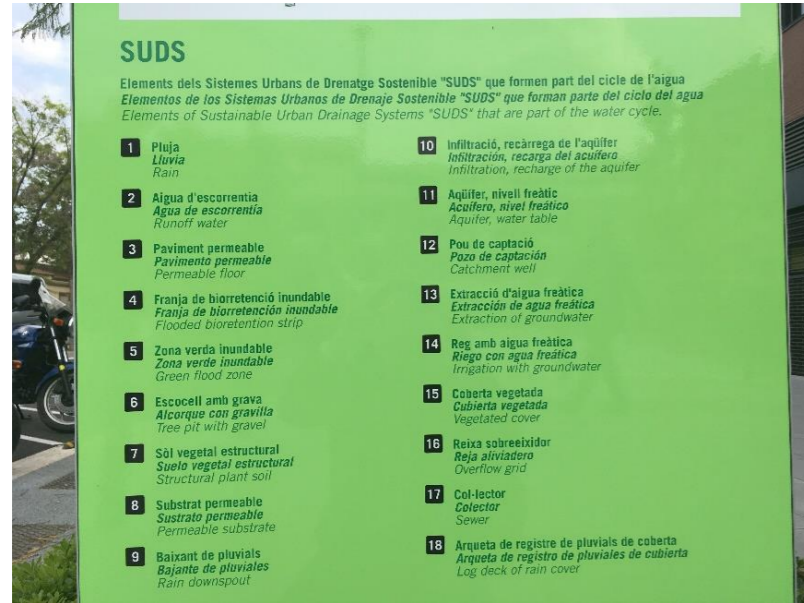 SUDS
Elements dels Sistemes Urbans de Drenatge Sostenible "SUDS" que formen part del cicle de l'aigua
Elementos de los Sistemas Urbanos de Drenaje Sostenible "SUDS" que forman parte del ciclo del agua
Elements of Sustainable Urban Drainage Systems "SUDS" that are part of the water cycle.
1 Pluja
Lluvia
Rain
2 Aigua d'escorrentia
Agua de escorrentía
Runoff water
3 Paviment permeable
Pavimento permeable
Permeable floor
4 Franja de biorretenció inundable
Franja de biorretención inundable
Flooded bioretention strip
5 Zona verda inundable
Zona verde inundable
Green flood zone
6 Escocell amb grava
Alcorque con gravilla
Tree pit with gravel
7 Sòl vegetal estructural
Suelo vegetal estructural
Structural plant soil
8 Substrat permeable
Sustrato permeable
Permeable substrate
9 Baixant de pluvials
Bajante de pluviales
Rain downspout
10 Infiltració, recàrrega de l'aqüífer
Infiltración, recarga del acuífero
Infiltration, recharge of the aquifer
11 Aqüífer, nivell freàtic
Acuífero, nivel freático
Aquifer, water table
12 Pou de captació
Pozo de captación
Catchment well
13 Extracció d'aigua freàtica
Extracción de agua freática
Extraction of groundwater
14 Reg amb aigua freàtica
Riego con agua freática
Irrigation with groundwater
15 Coberta vegetada
Cubierta vegetada
Vegetated cover
16 Reixa sobreeixidor
Reja aliviadero
Overflow grid
17 Col·lector
Colector
Sewer
18 Arqueta de registre de pluvials de coberta
Arqueta de registro de pluviales de cubierta
Log deck of rain cover